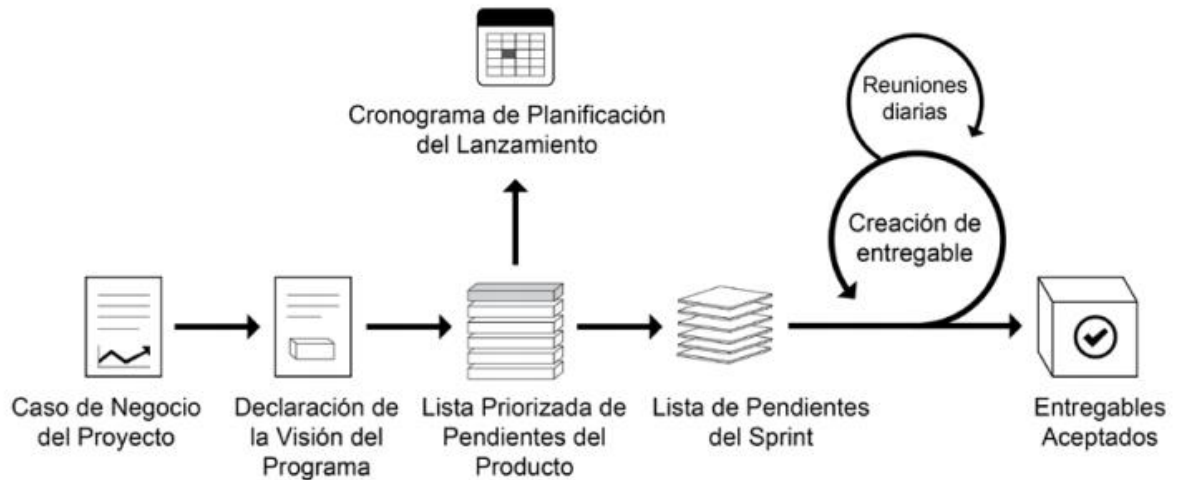 Cronograma de Planificación
del Lanzamiento
Reuniones
diarias
Creación de
entregable
Caso de Negocio
del Proyecto
Declaración de
la Visión del
Programa
Lista Priorizada de
Pendientes del
Producto
Lista de Pendientes
del Sprint
Entregables
Aceptados